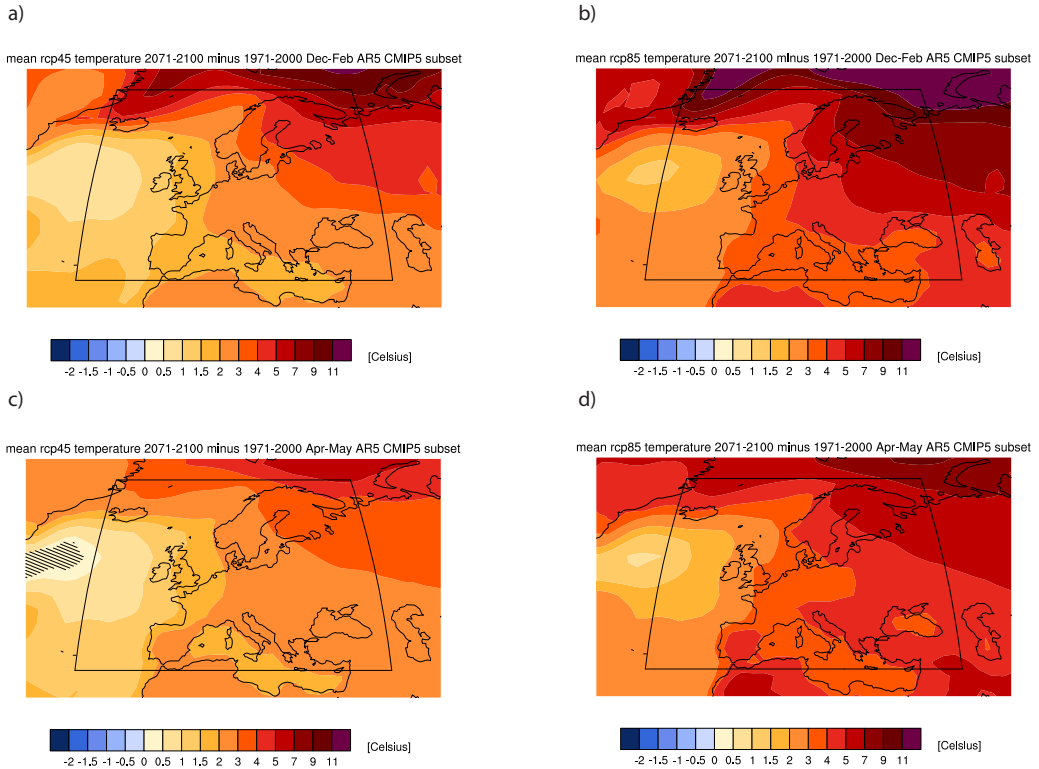 a)
b)
mean rcp45 temperature 2071-2100 minus 1971-2000 Dec-Feb AR5 CMIP5 subset
mean rcp85 temperature 2071-2100 minus 1971-2000 Dec-Feb AR5 CMIP5 subset
[Celsius]
-2 -1.5 -1 -0.5 0 0.5 1 1.5 2 3 4 5 7 9 11
[Celsius]
-2 -1.5 -1 -0.5 0 0.5 1 1.5 2 3 4 5 7 9 11
c)
d)
mean rcp45 temperature 2071-2100 minus 1971-2000 Apr-May AR5 CMIP5 subset
mean rcp85 temperature 2071-2100 minus 1971-2000 Apr-May AR5 CMIP5 subset
[Celsius]
-2 -1.5 -1 -0.5 0 0.5 1 1.5 2 3 4 5 7 9 11
[Celsius]
-2 -1.5 -1 -0.5 0 0.5 1 1.5 2 3 4 5 7 9 11